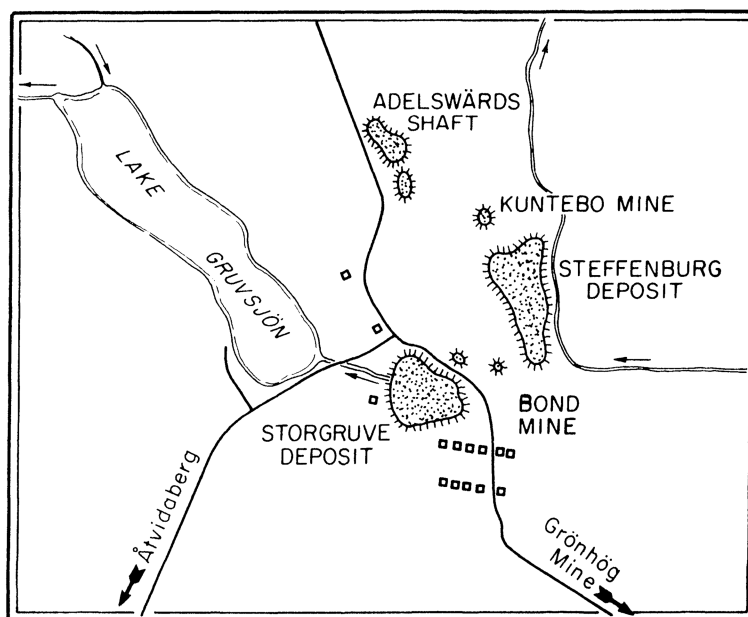 ADELSWÄRDS
SHAFT
LAKE
GRUVSJÖN
KUNTEBO MINE
STEFFENBURG
DEPOSIT
BOND
MINE
STORGRUVE
DEPOSIT
Åtvidaberg
Grönhög
Mine